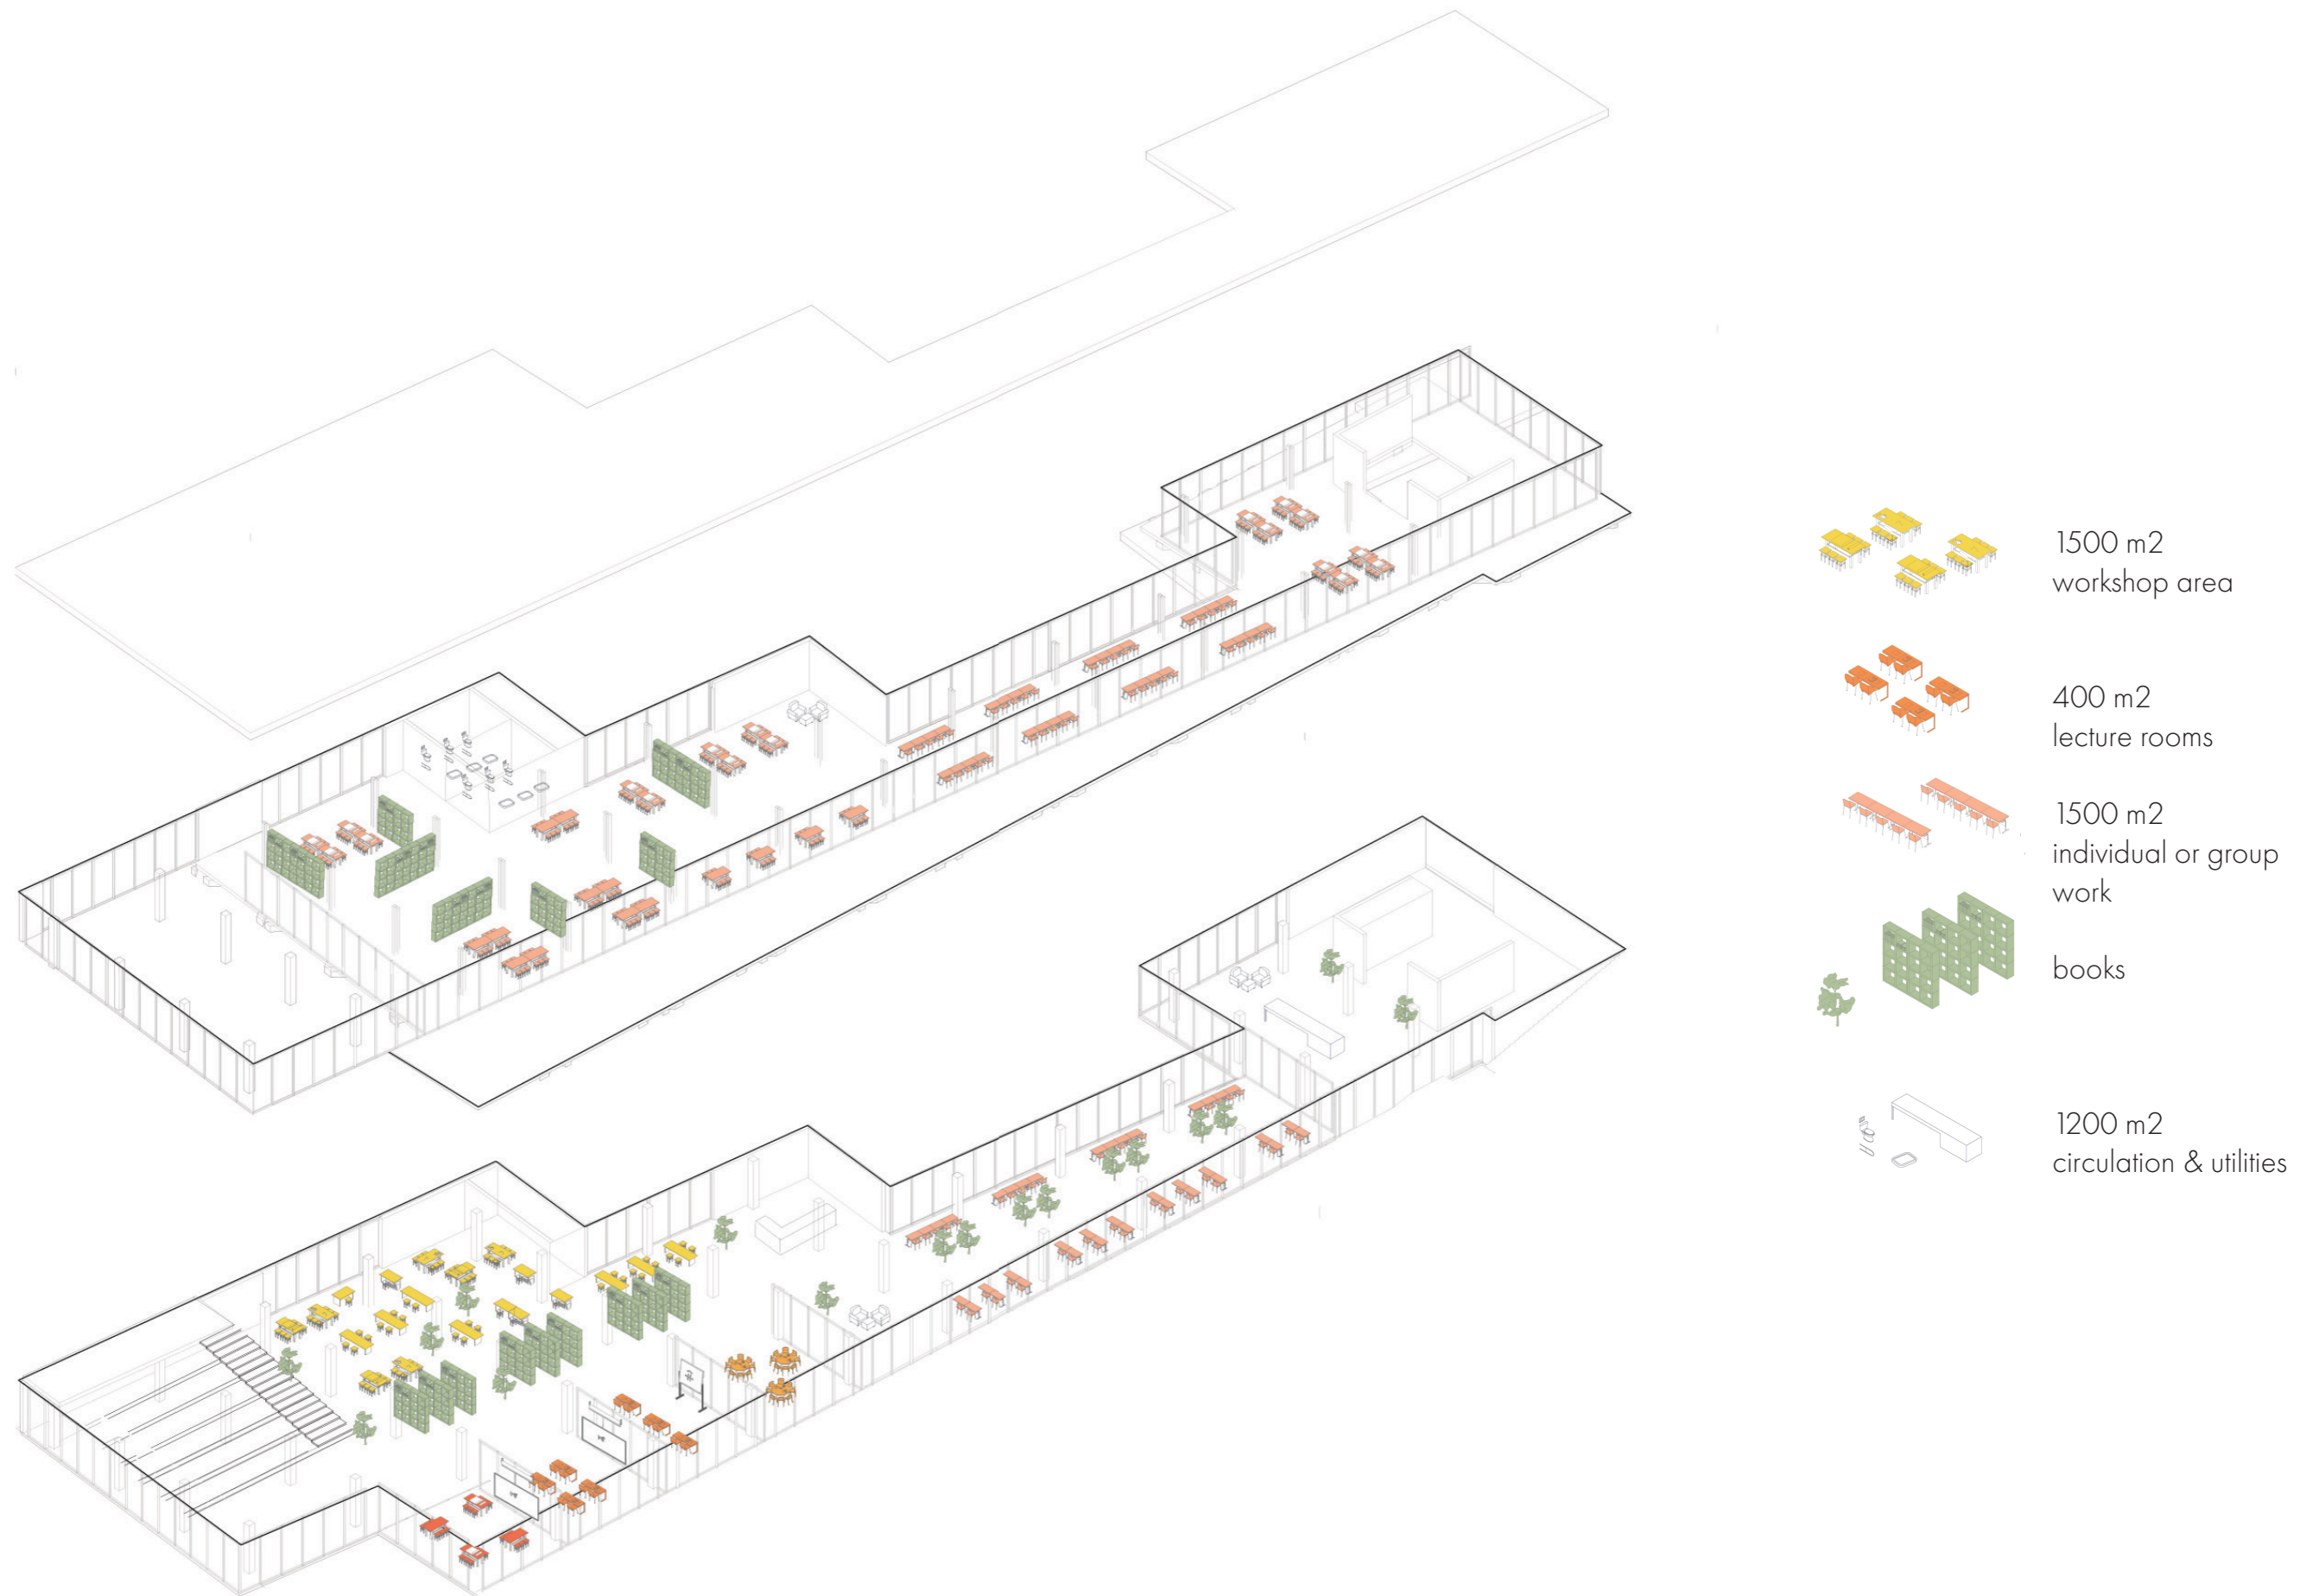 1500 m2
workshop area
400 m2
lecture rooms
1500 m2
individual or group
work
books
1200 m2
circulation & utilities